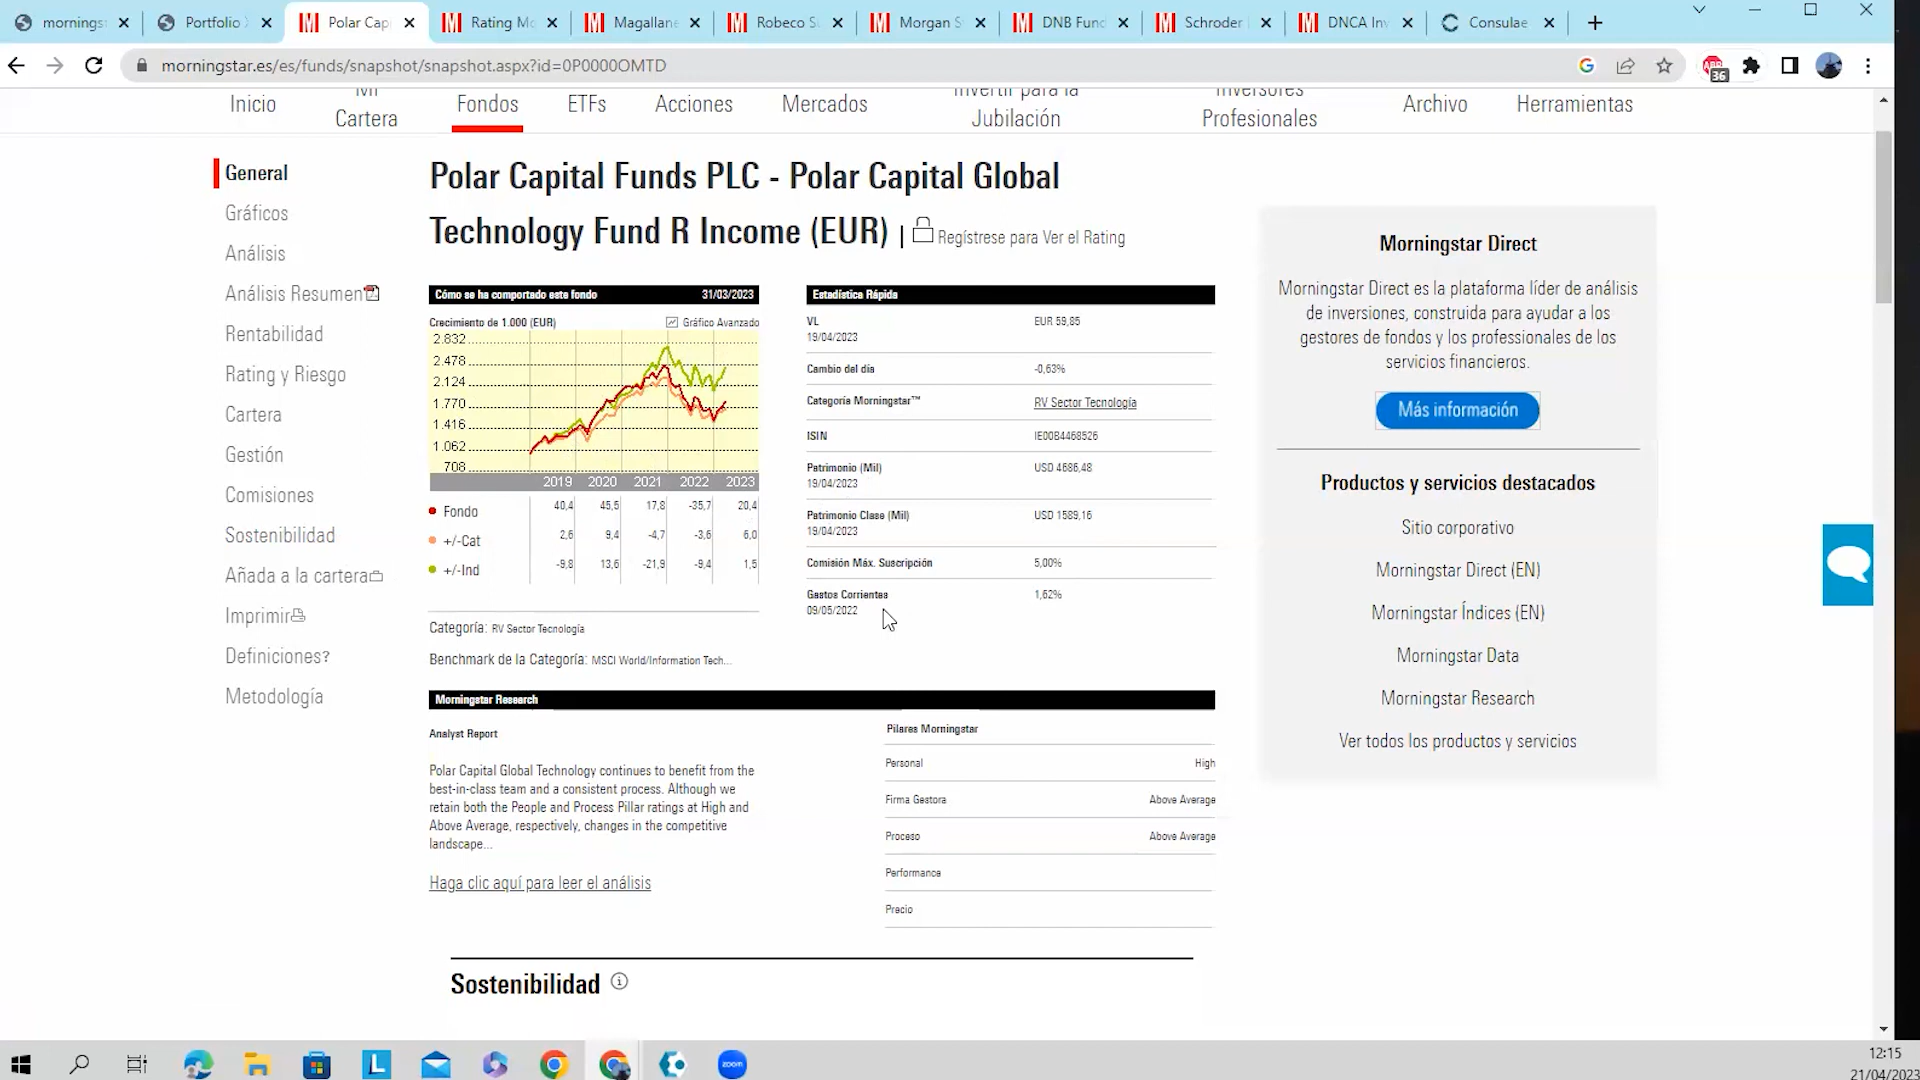 mornings
Portfolio
Polar Cap
Rating Mo
Magallane
Robeco S
Morgan S
DNB Fund
Schroder
DNCA Inv
Consulae
morningstar.es/es/funds/snapshot/snapshot.aspx?id=0P0000OMTD
36
Inicio
Mi Cartera
Fondos
ETFs
Acciones
Mercados
Invertir para la Jubilación
Inversores Profesionales
Archivo
Herramientas
General
Gráficos
Análisis
Análisis Resumen
Rentabilidad
Rating y Riesgo
Cartera
Gestión
Comisiones
Sostenibilidad
Añada a la cartera
Imprimir
Definiciones?
Metodología
Polar Capital Funds PLC - Polar Capital Global
Technology Fund R Income (EUR) | Regístrese para Ver el Rating
Cómo se ha comportado este fondo 31/03/2023
Crecimiento de 1.000 (EUR) Gráfico Avanzado
2.832
2.478
2.124
1.770
1.416
1.062
708
2019 2020 2021 2022 2023
Fondo 40,4 45,5 17,8 -35,7 20,4
+/-Cat 2,6 9,4 -4,7 -3,6 6,0
+/-Ind -9,8 13,6 -21,9 -9,4 1,5
Categoría: RV Sector Tecnología
Benchmark de la Categoría: MSCI World/Information Tech...
Estadística Rápida
VL EUR 59,85
19/04/2023
Cambio del día -0,63%
Categoría Morningstar™ RV Sector Tecnología
ISIN IE00B4468526
Patrimonio (Mil) USD 4686,48
19/04/2023
Patrimonio Clase (Mil) USD 1589,16
19/04/2023
Comisión Máx. Suscripción 5,00%
Gastos Corrientes 1,62%
09/05/2022
Morningstar Research
Analyst Report
Polar Capital Global Technology continues to benefit from the
best-in-class team and a consistent process. Although we
retain both the People and Process Pillar ratings at High and
Above Average, respectively, changes in the competitive
landscape...
Haga clic aquí para leer el análisis
Pilares Morningstar
Personal High
Firma Gestora Above Average
Proceso Above Average
Performance
Precio
Sostenibilidad
Morningstar Direct
Morningstar Direct es la plataforma líder de análisis
de inversiones, construida para ayudar a los
gestores de fondos y los profesionales de los
servicios financieros.
Más información
Productos y servicios destacados
Sitio corporativo
Morningstar Direct (EN)
Morningstar Índices (EN)
Morningstar Data
Morningstar Research
Ver todos los productos y servicios
L
zoom
12:15
21/04/2023